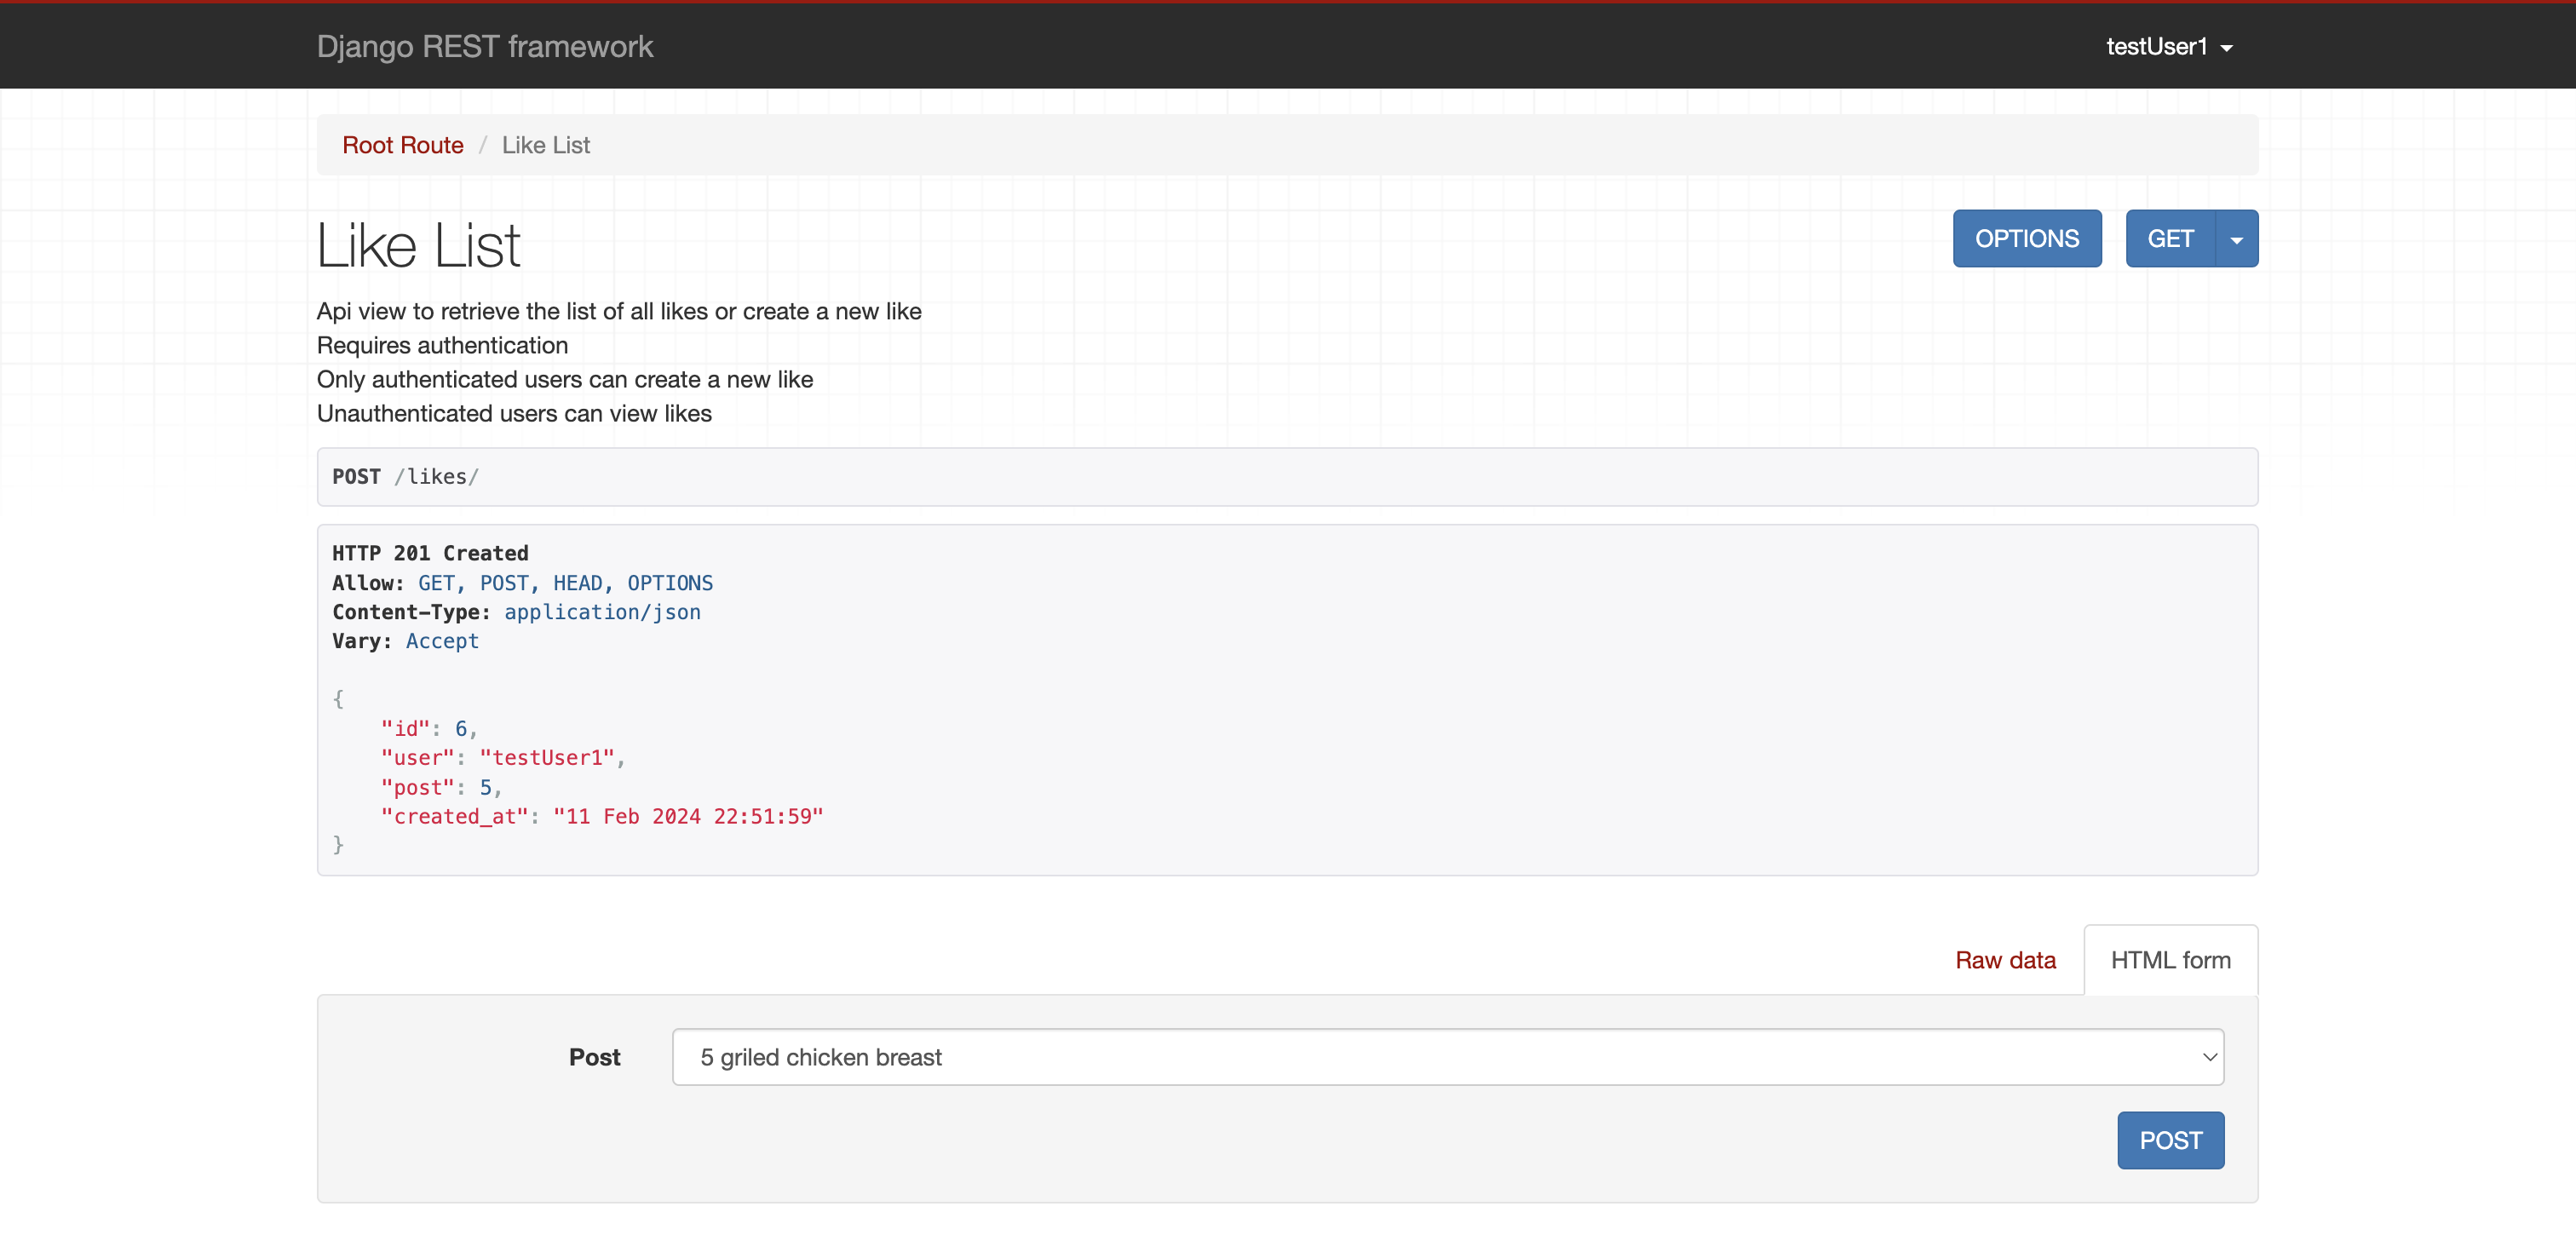 Django REST framework
testUser1
Root Route / Like List
Like List
OPTIONS
GET
Api view to retrieve the list of all likes or create a new like
Requires authentication
Only authenticated users can create a new like
Unauthenticated users can view likes
POST /likes/
HTTP 201 Created
Allow: GET, POST, HEAD, OPTIONS
Content-Type: application/json
Vary: Accept
{
    "id": 6,
    "user": "testUser1",
    "post": 5,
    "created_at": "11 Feb 2024 22:51:59"
}
Raw data
HTML form
Post
5 griled chicken breast
POST